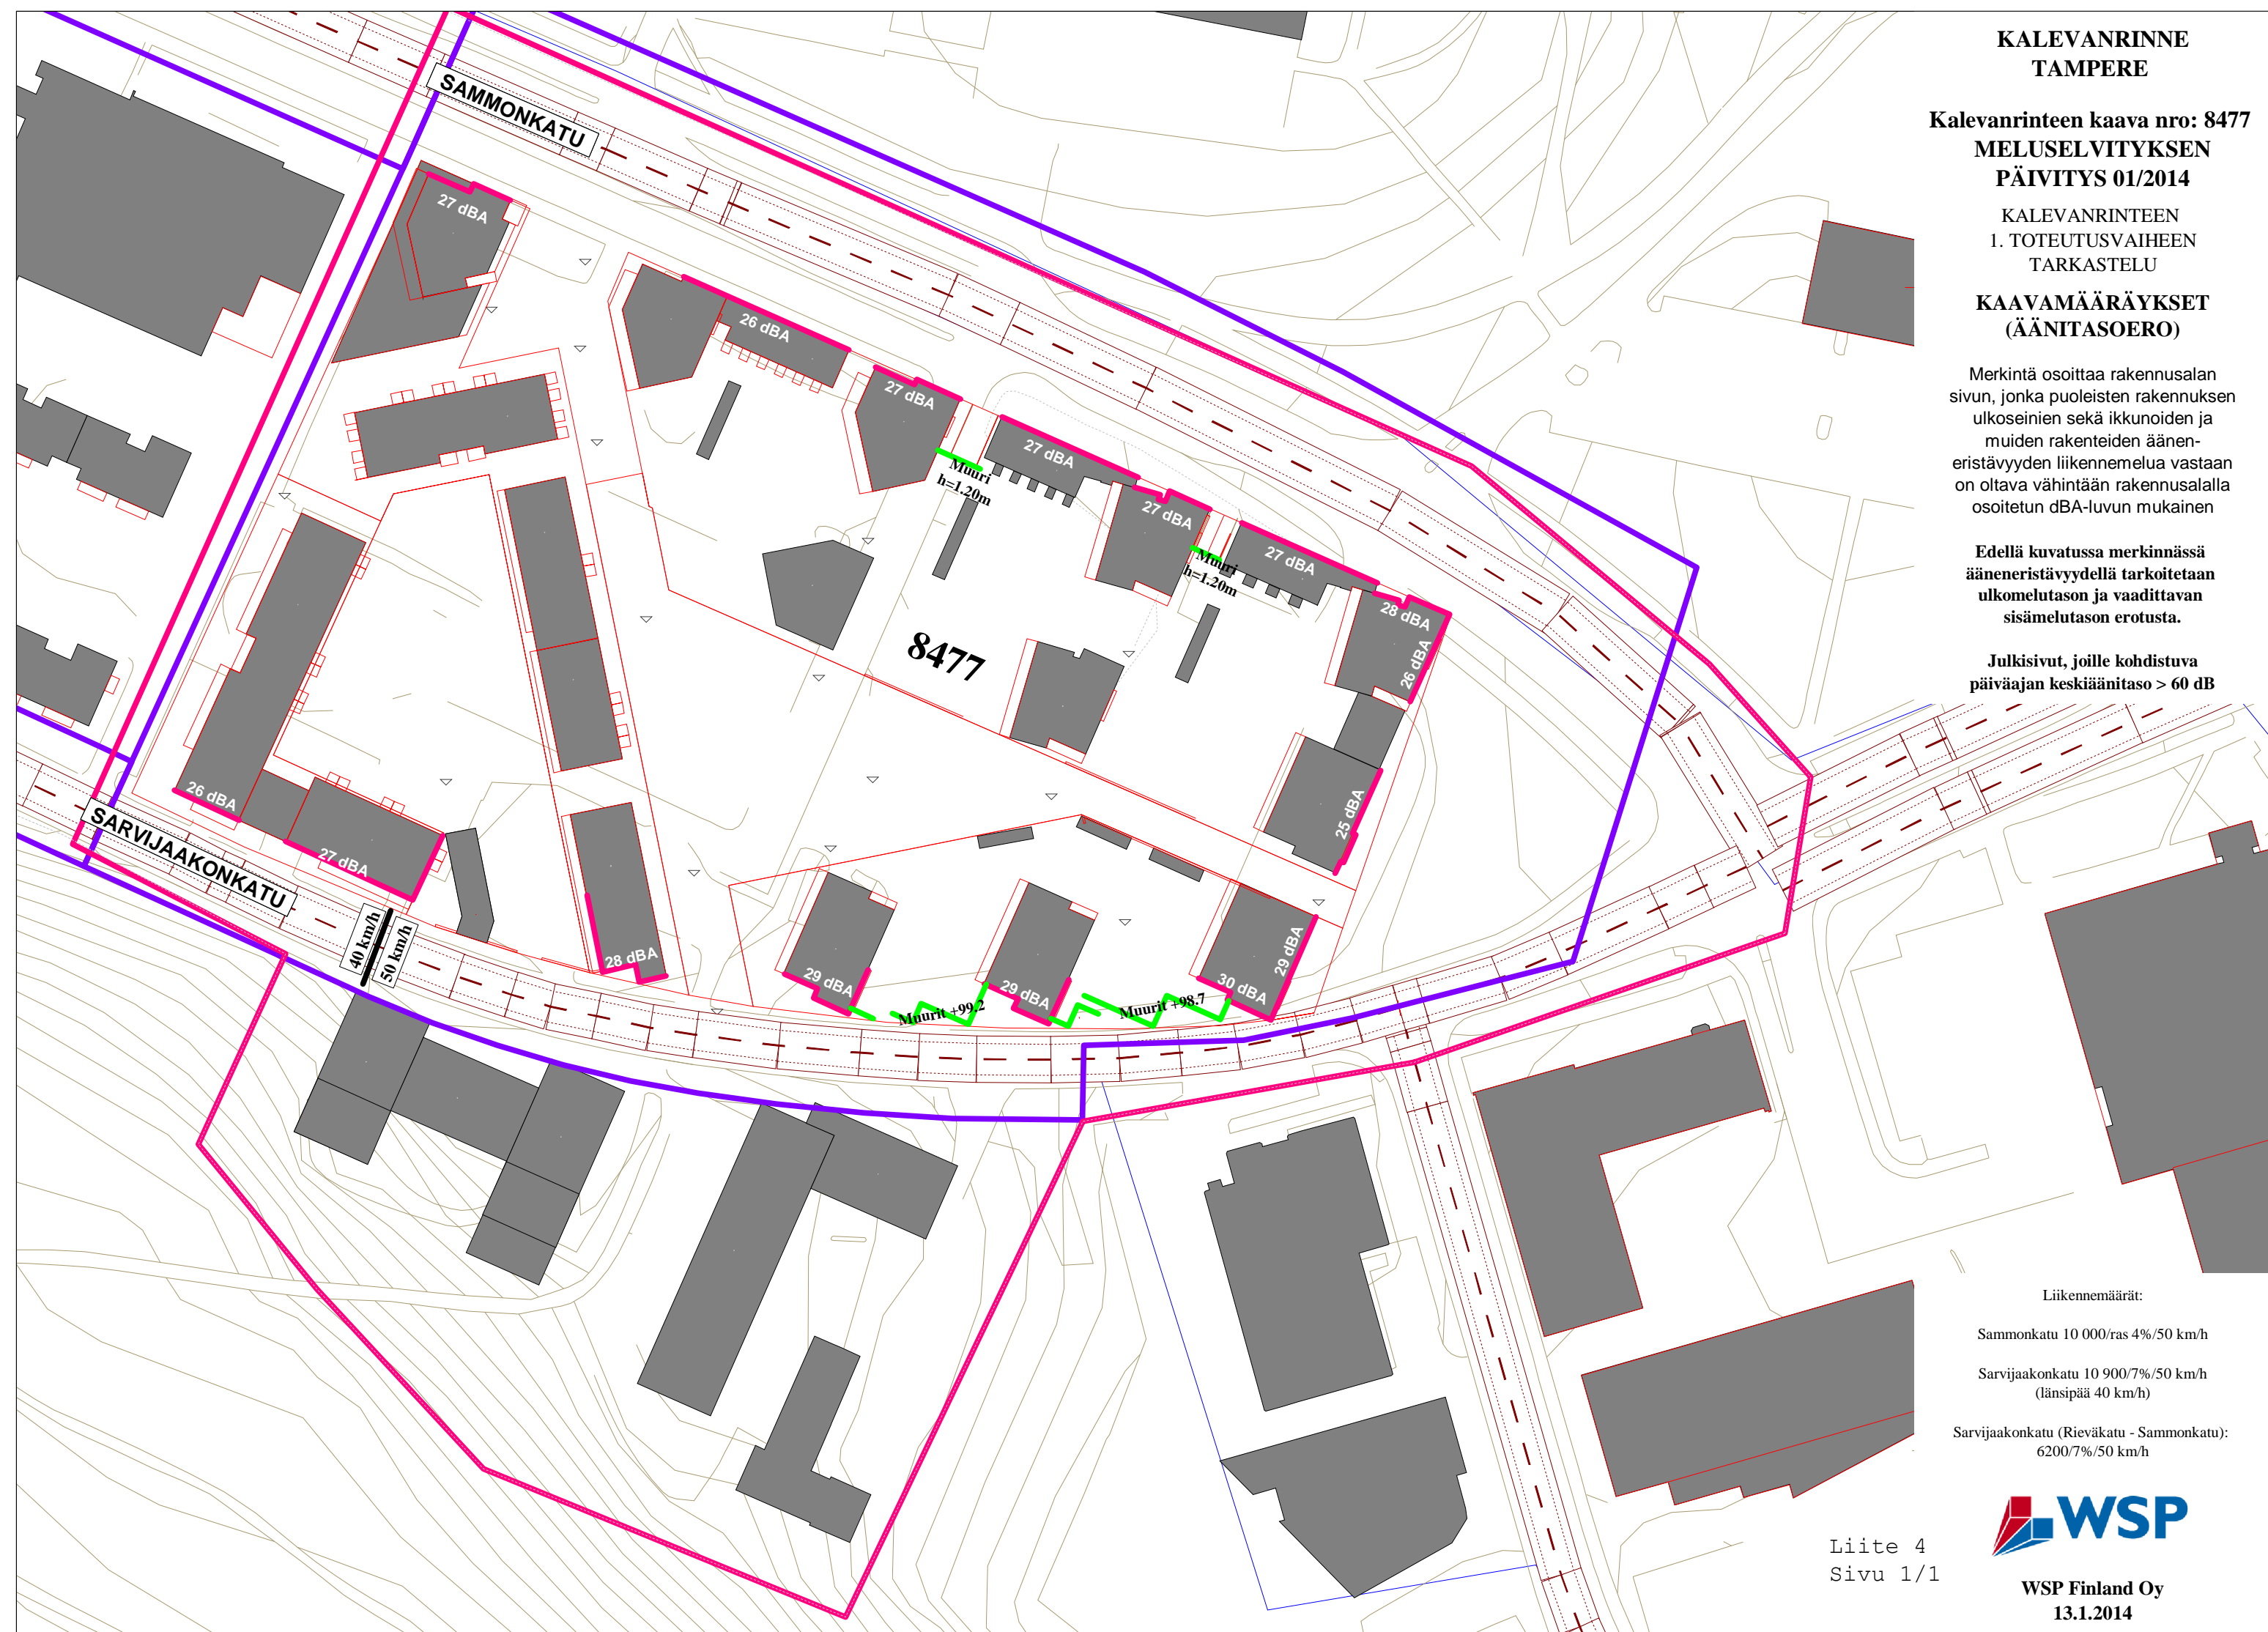 KALEVANRINNE
TAMPERE
Kalevanrinteen kaava nro: 8477
MELUSELVITYKSEN
PÄIVITYS 01/2014
KALEVANRINTEEN
1. TOTEUTUSVAIHEEN
TARKASTELU
KAAVAMÄÄRÄYKSET
(ÄÄNITASOERO)
Merkintä osoittaa rakennusalan
sivun, jonka puoleisten rakennuksen
ulkoseinien sekä ikkunoiden ja
muiden rakenteiden äänen-
eristävyyden liikennemelua vastaan
on oltava vähintään rakennusalalla
osoitetun dBA-luvun mukainen
Edellä kuvatussa merkinnässä
ääneneristävyydellä tarkoitetaan
ulkomelutason ja vaadittavan
sisämelutason erotusta.
Julkisivut, joille kohdistuva
päiväajan keskiäänitaso > 60 dB
SAMMONKATU
27 dBA
26 dBA
27 dBA
Muuri
h=1.20m
27 dBA
27 dBA
Muuri
h=1.20m
27 dBA
28 dBA
26 dBA
8477
25 dBA
26 dBA
27 dBA
SARVIJAAKONKATU
40 km/h
50 km/h
28 dBA
29 dBA
Muurit +99.2
29 dBA
Muurit +98.7
30 dBA
29 dBA
Liikennemäärät:
Sammonkatu 10 000/ras 4%/50 km/h
Sarvijaakonkatu 10 900/7%/50 km/h
(länsipää 40 km/h)
Sarvijaakonkatu (Rieväkatu - Sammonkatu):
6200/7%/50 km/h
WSP
Liite 4
Sivu 1/1
WSP Finland Oy
13.1.2014